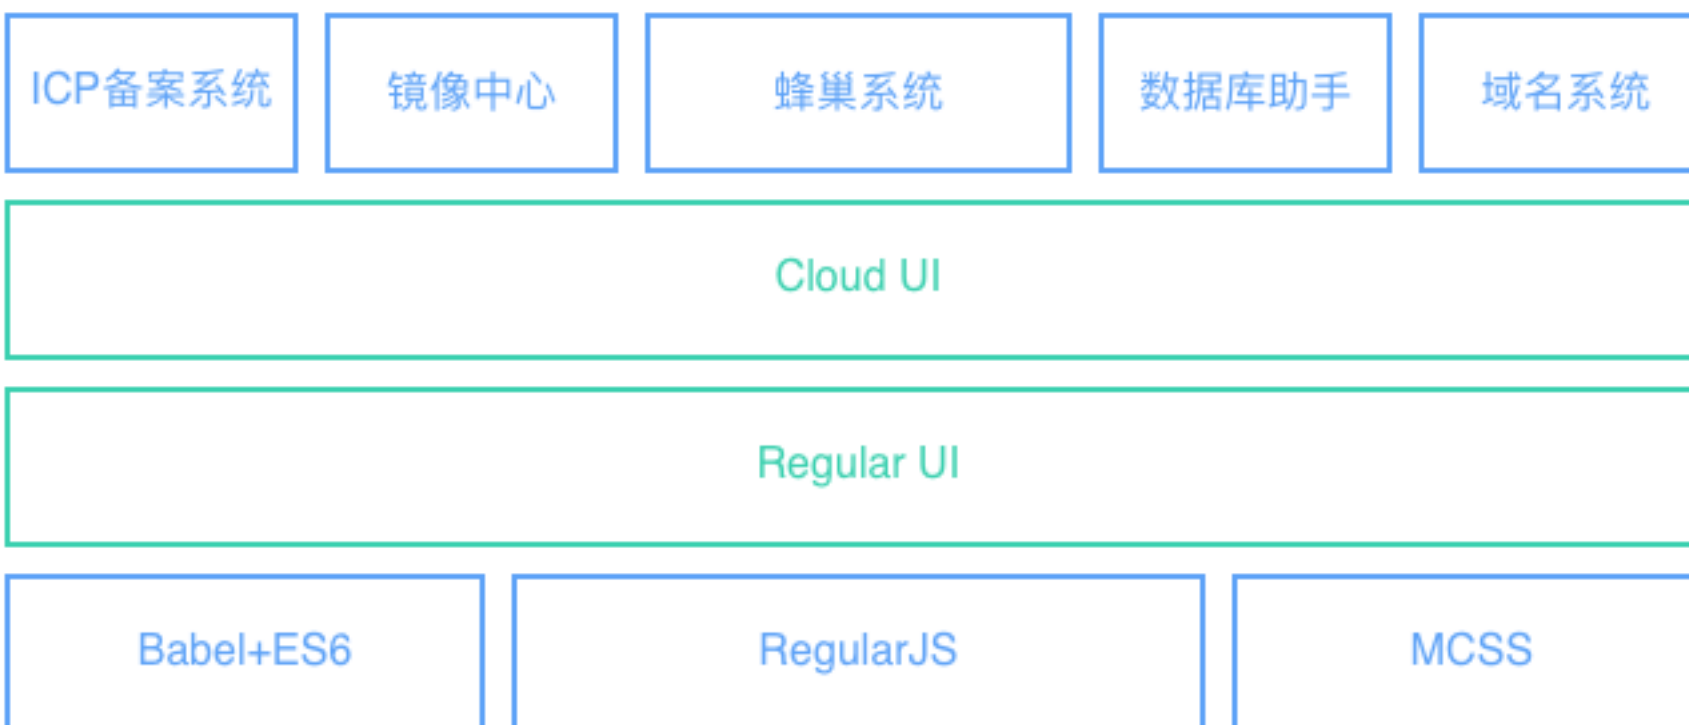 ICP备案系统
镜像中心
蜂巢系统
数据库助手
域名系统
Cloud UI
Regular UI
Babel+ES6
RegularJS
MCSS